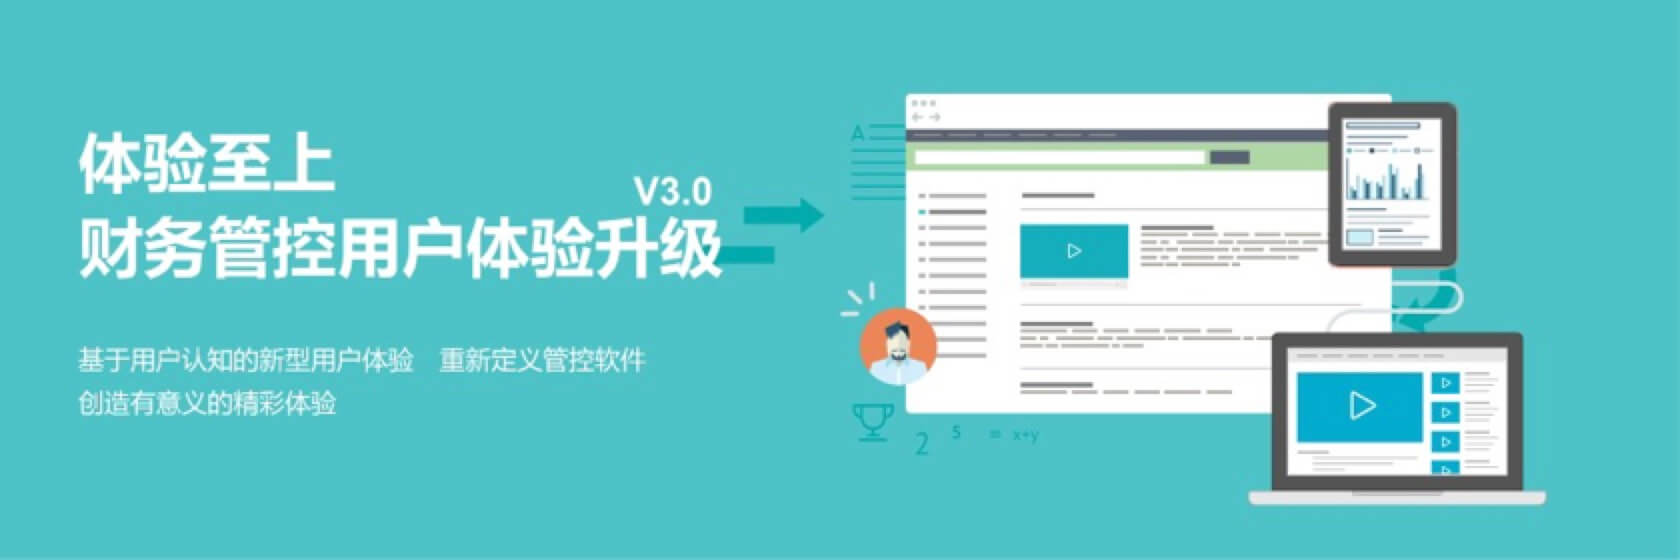 体验至上
V3.0
财务管控用户体验升级
基于用户认知的新型用户体验 重新定义管控软件
创造有意义的精彩体验
A
2 5 = x+y